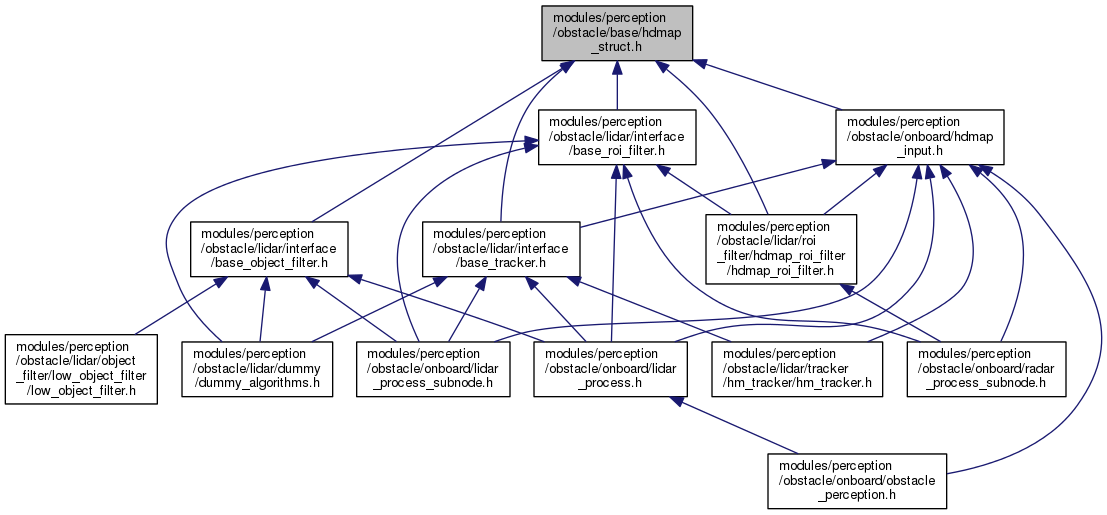 modules/perception
/obstacle/base/hdmap
_struct.h
modules/perception
/obstacle/lidar/interface
/base_roi_filter.h
modules/perception
/obstacle/onboard/hdmap
_input.h
modules/perception
/obstacle/lidar/interface
/base_object_filter.h
modules/perception
/obstacle/lidar/interface
/base_tracker.h
modules/perception
/obstacle/lidar/roi
_filter/hdmap_roi_filter
/hdmap_roi_filter.h
modules/perception
/obstacle/lidar/object
_filter/low_object_filter
/low_object_filter.h
modules/perception
/obstacle/lidar/dummy
/dummy_algorithms.h
modules/perception
/obstacle/onboard/lidar
_process_subnode.h
modules/perception
/obstacle/onboard/lidar
_process.h
modules/perception
/obstacle/lidar/tracker
/hm_tracker/hm_tracker.h
modules/perception
/obstacle/onboard/radar
_process_subnode.h
modules/perception
/obstacle/onboard/obstacle
_perception.h